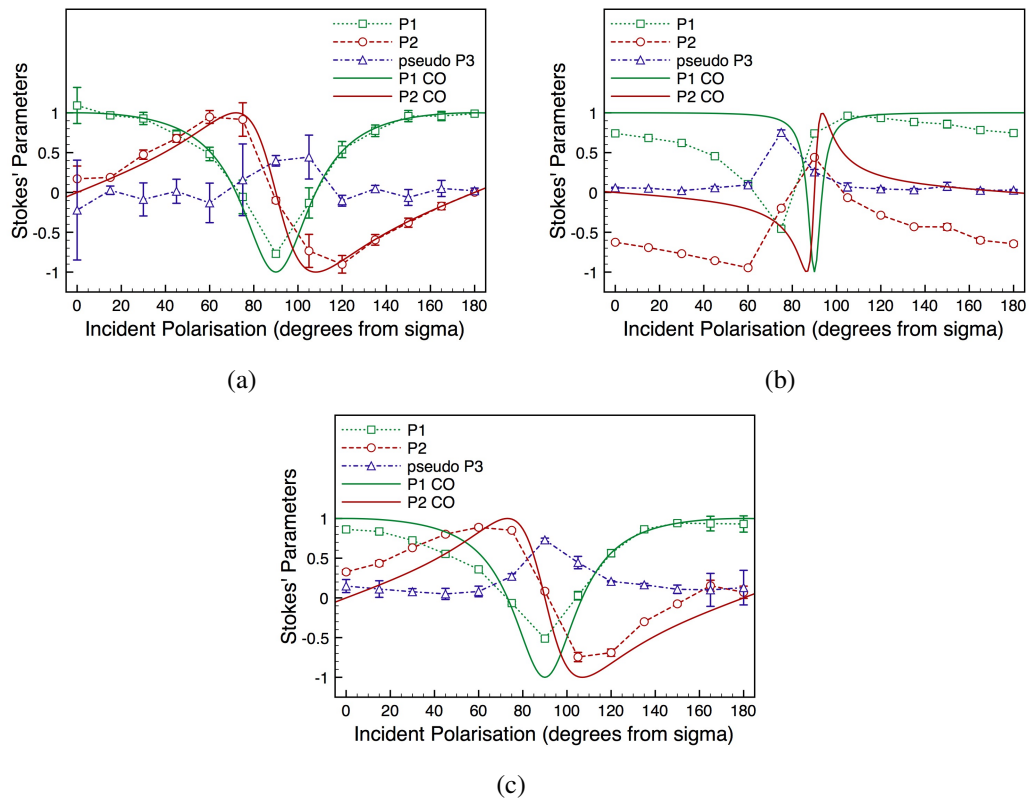 P1
P2
pseudo P3
P1 CO
P2 CO
Stokes' Parameters
1
0.5
0
-0.5
-1
0 20 40 60 80 100 120 140 160 180
Incident Polarisation (degrees from sigma)
(a)
P1
P2
pseudo P3
P1 CO
P2 CO
Stokes' Parameters
1
0.5
0
-0.5
-1
0 20 40 60 80 100 120 140 160 180
Incident Polarisation (degrees from sigma)
(b)
P1
P2
pseudo P3
P1 CO
P2 CO
Stokes' Parameters
1
0.5
0
-0.5
-1
0 20 40 60 80 100 120 140 160 180
Incident Polarisation (degrees from sigma)
(c)